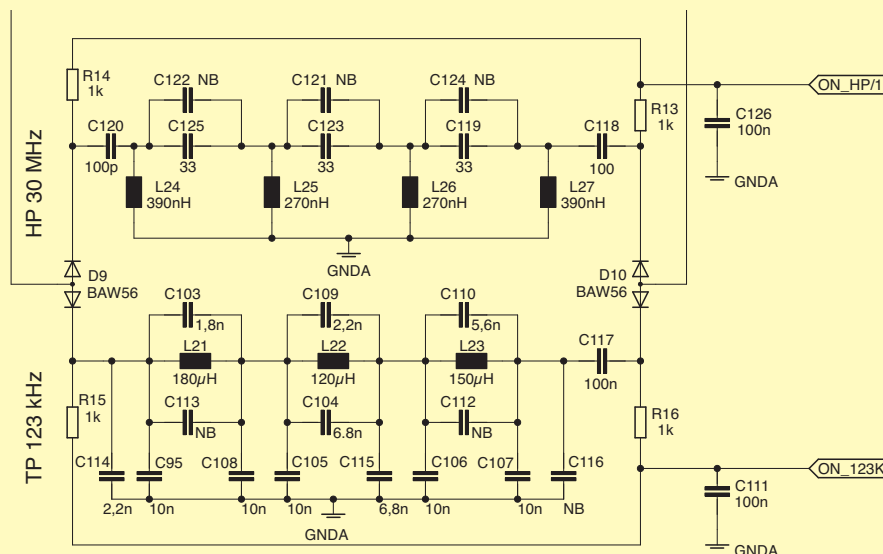 R14
1k
C122 NB
C121 NB
C124 NB
ON_HP/1
R13
1k
C126
100n
C120
100p
C125
33
C123
33
C119
33
C118
100
GNDA
L24
390nH
L25
270nH
L26
270nH
L27
390nH
HP 30 MHz
GNDA
D9
BAW56
D10
BAW56
C103
1,8n
C109
2,2n
C110
5,6n
C117
100n
L21
180µH
L22
120µH
L23
150µH
R15
1k
C113
NB
C104
6.8n
C112
NB
R16
1k
TP 123 kHz
C114
2,2n
C95
10n
C108
10n
C105
10n
C115
6,8n
C106
10n
C107
10n
C116
NB
ON_123K
C111
100n
GNDA
GNDA